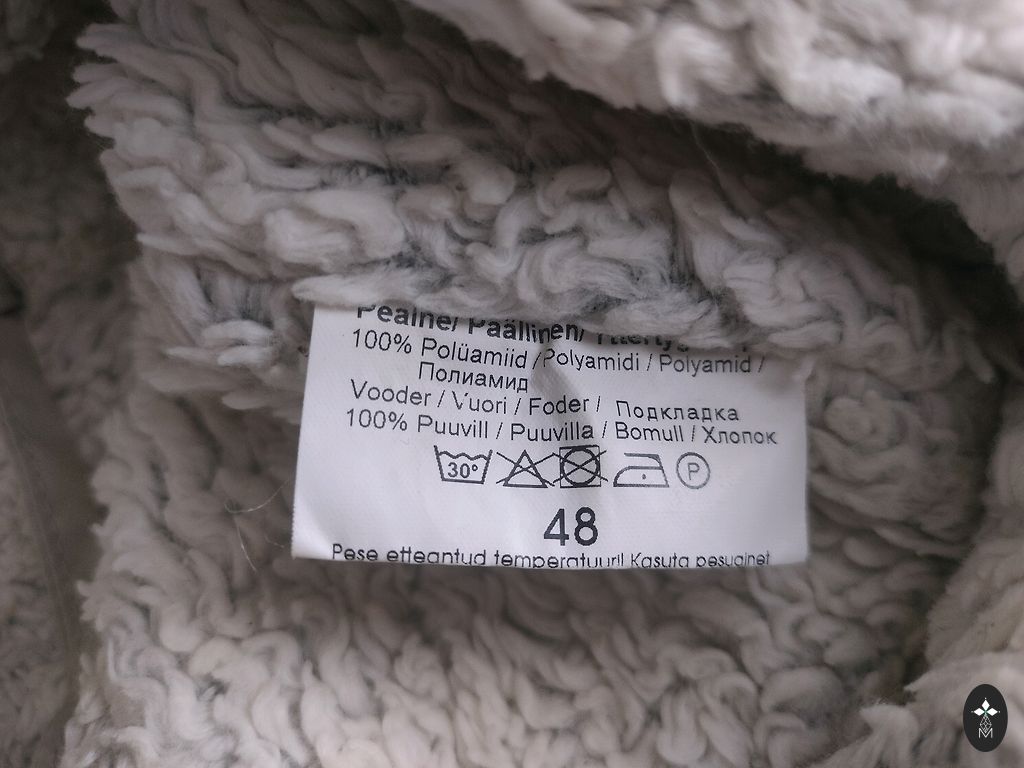 Pealne/ Päällinen/
100% Polüamiid / Polyamidi / Polyamid /
Полиамид
Vooder / Vuori / Foder / Подкладка
100% Puuvill / Puuvilla / Bomull / Хлопок
30° P
48
Pese etteantud temperatuuril Kasuta pesuainet
M